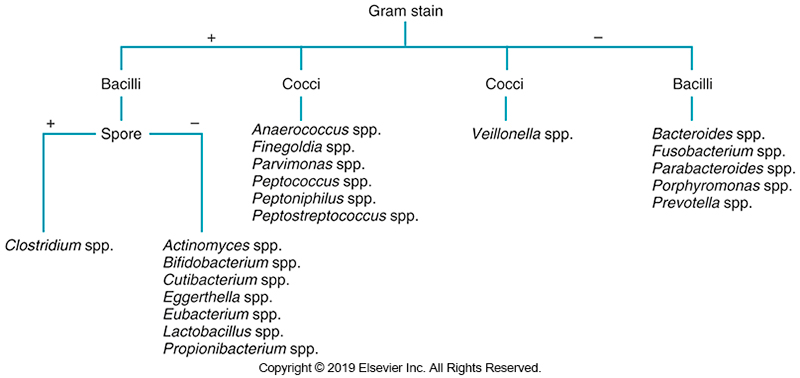 Gram stain
+ −
Bacilli Cocci Cocci Bacilli
+ Spore −
Anaerococcus spp.
Finegoldia spp.
Parvimonas spp.
Peptococcus spp.
Peptoniphilus spp.
Peptostreptococcus spp.
Veillonella spp.
Bacteroides spp.
Fusobacterium spp.
Parabacteroides spp.
Porphyromonas spp.
Prevotella spp.
Clostridium spp.
Actinomyces spp.
Bifidobacterium spp.
Cutibacterium spp.
Eggerthella spp.
Eubacterium spp.
Lactobacillus spp.
Propionibacterium spp.
Copyright © 2019 Elsevier Inc. All Rights Reserved.